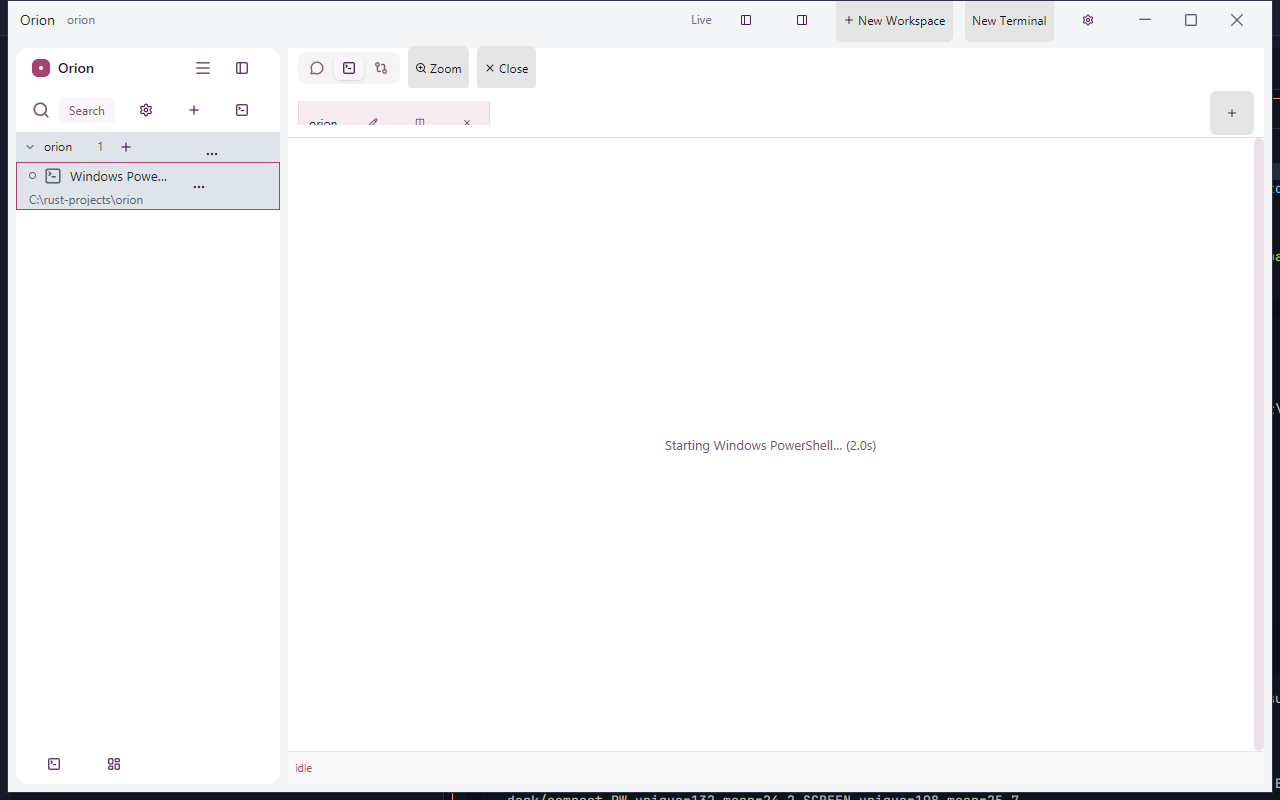 Orion orion Live + New Workspace New Terminal
Orion
Zoom × Close
Search
orion × +
orion 1 + ...
Windows Powe... ...
C:\rust-projects\orion
Starting Windows PowerShell... (2.0s)
idle